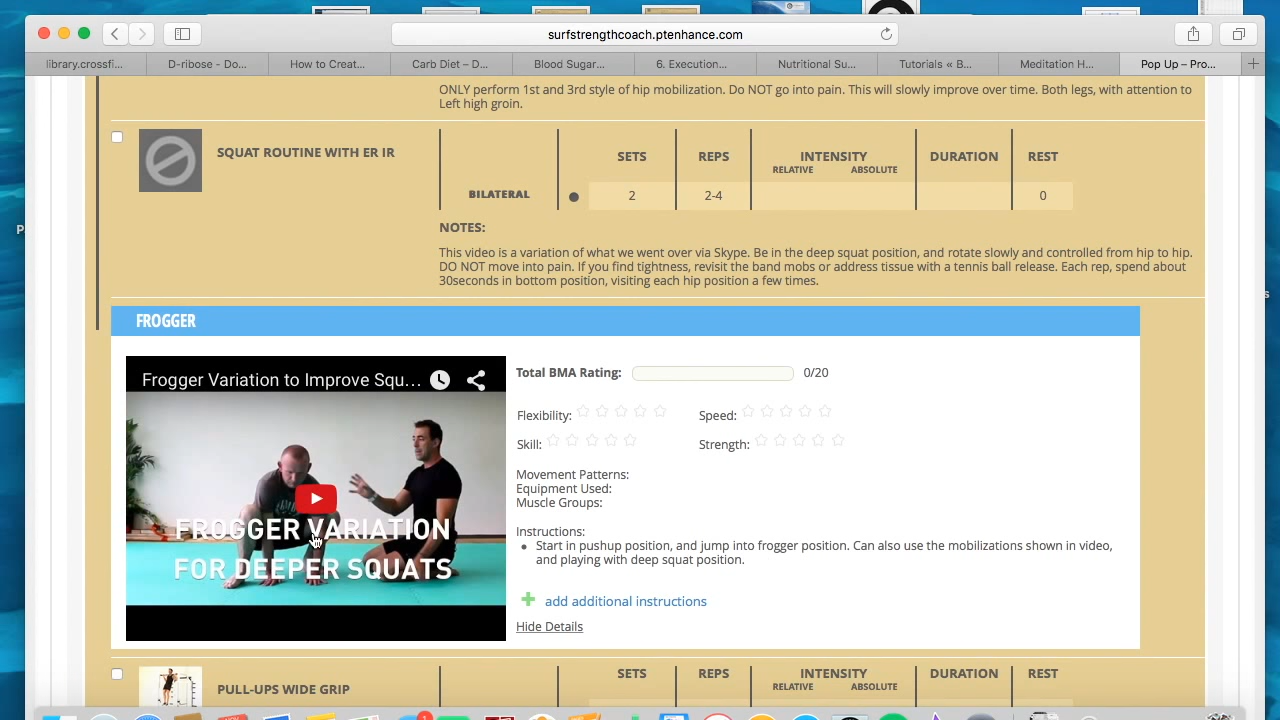 surfstrengthcoach.ptenhance.com
library.crossfi... D-ribose - Do... How to Creat... Carb Diet – D... Blood Sugar... 6. Execution... Nutritional Su... Tutorials « B... Meditation H... Pop Up – Pro...
ONLY perform 1st and 3rd style of hip mobilization. Do NOT go into pain. This will slowly improve over time. Both legs, with attention to
Left high groin.
SQUAT ROUTINE WITH ER IR
SETS REPS INTENSITY DURATION REST
RELATIVE ABSOLUTE
BILATERAL 2 2-4 0
NOTES:
This video is a variation of what we went over via Skype. Be in the deep squat position, and rotate slowly and controlled from hip to hip.
DO NOT move into pain. If you find tightness, revisit the band mobs or address tissue with a tennis ball release. Each rep, spend about
30seconds in bottom position, visiting each hip position a few times.
FROGGER
Frogger Variation to Improve Squ...
FROGGER VARIATION
FOR DEEPER SQUATS
Total BMA Rating: 0/20
Flexibility: Speed:
Skill: Strength:
Movement Patterns:
Equipment Used:
Muscle Groups:
Instructions:
Start in pushup position, and jump into frogger position. Can also use the mobilizations shown in video,
and playing with deep squat position.
add additional instructions
Hide Details
PULL-UPS WIDE GRIP
SETS REPS INTENSITY DURATION REST
RELATIVE ABSOLUTE